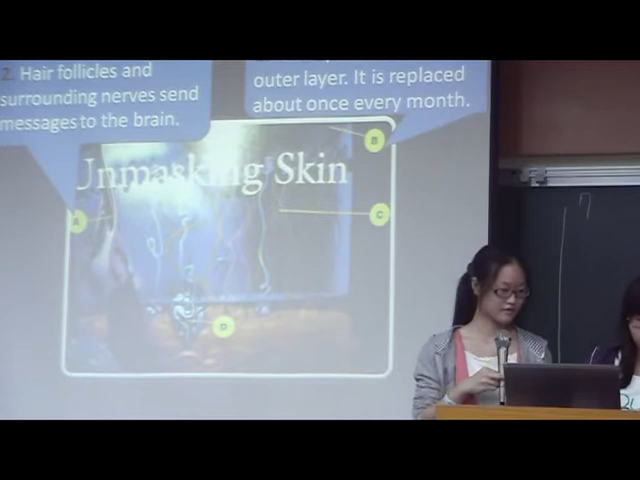 2. Hair follicles and
surrounding nerves send
messages to the brain.
outer layer. It is replaced
about once every month.
Unmasking Skin
A
B
C
D